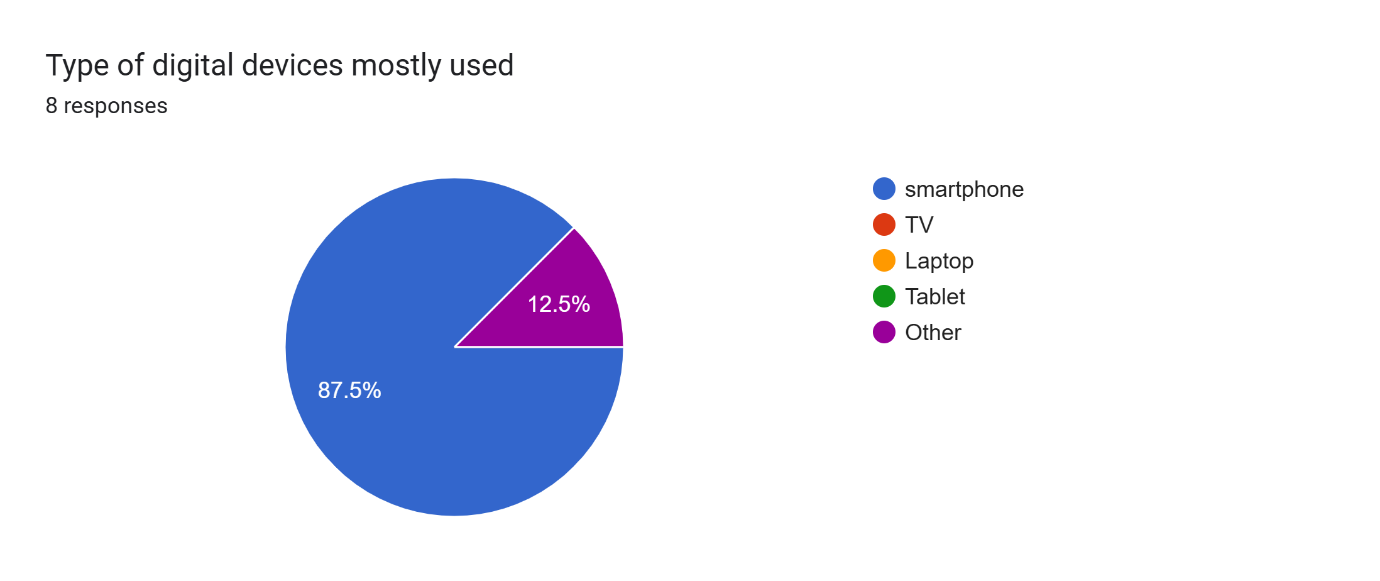 Type of digital devices mostly used
8 responses
smartphone
TV
Laptop
Tablet
Other
12.5%
87.5%